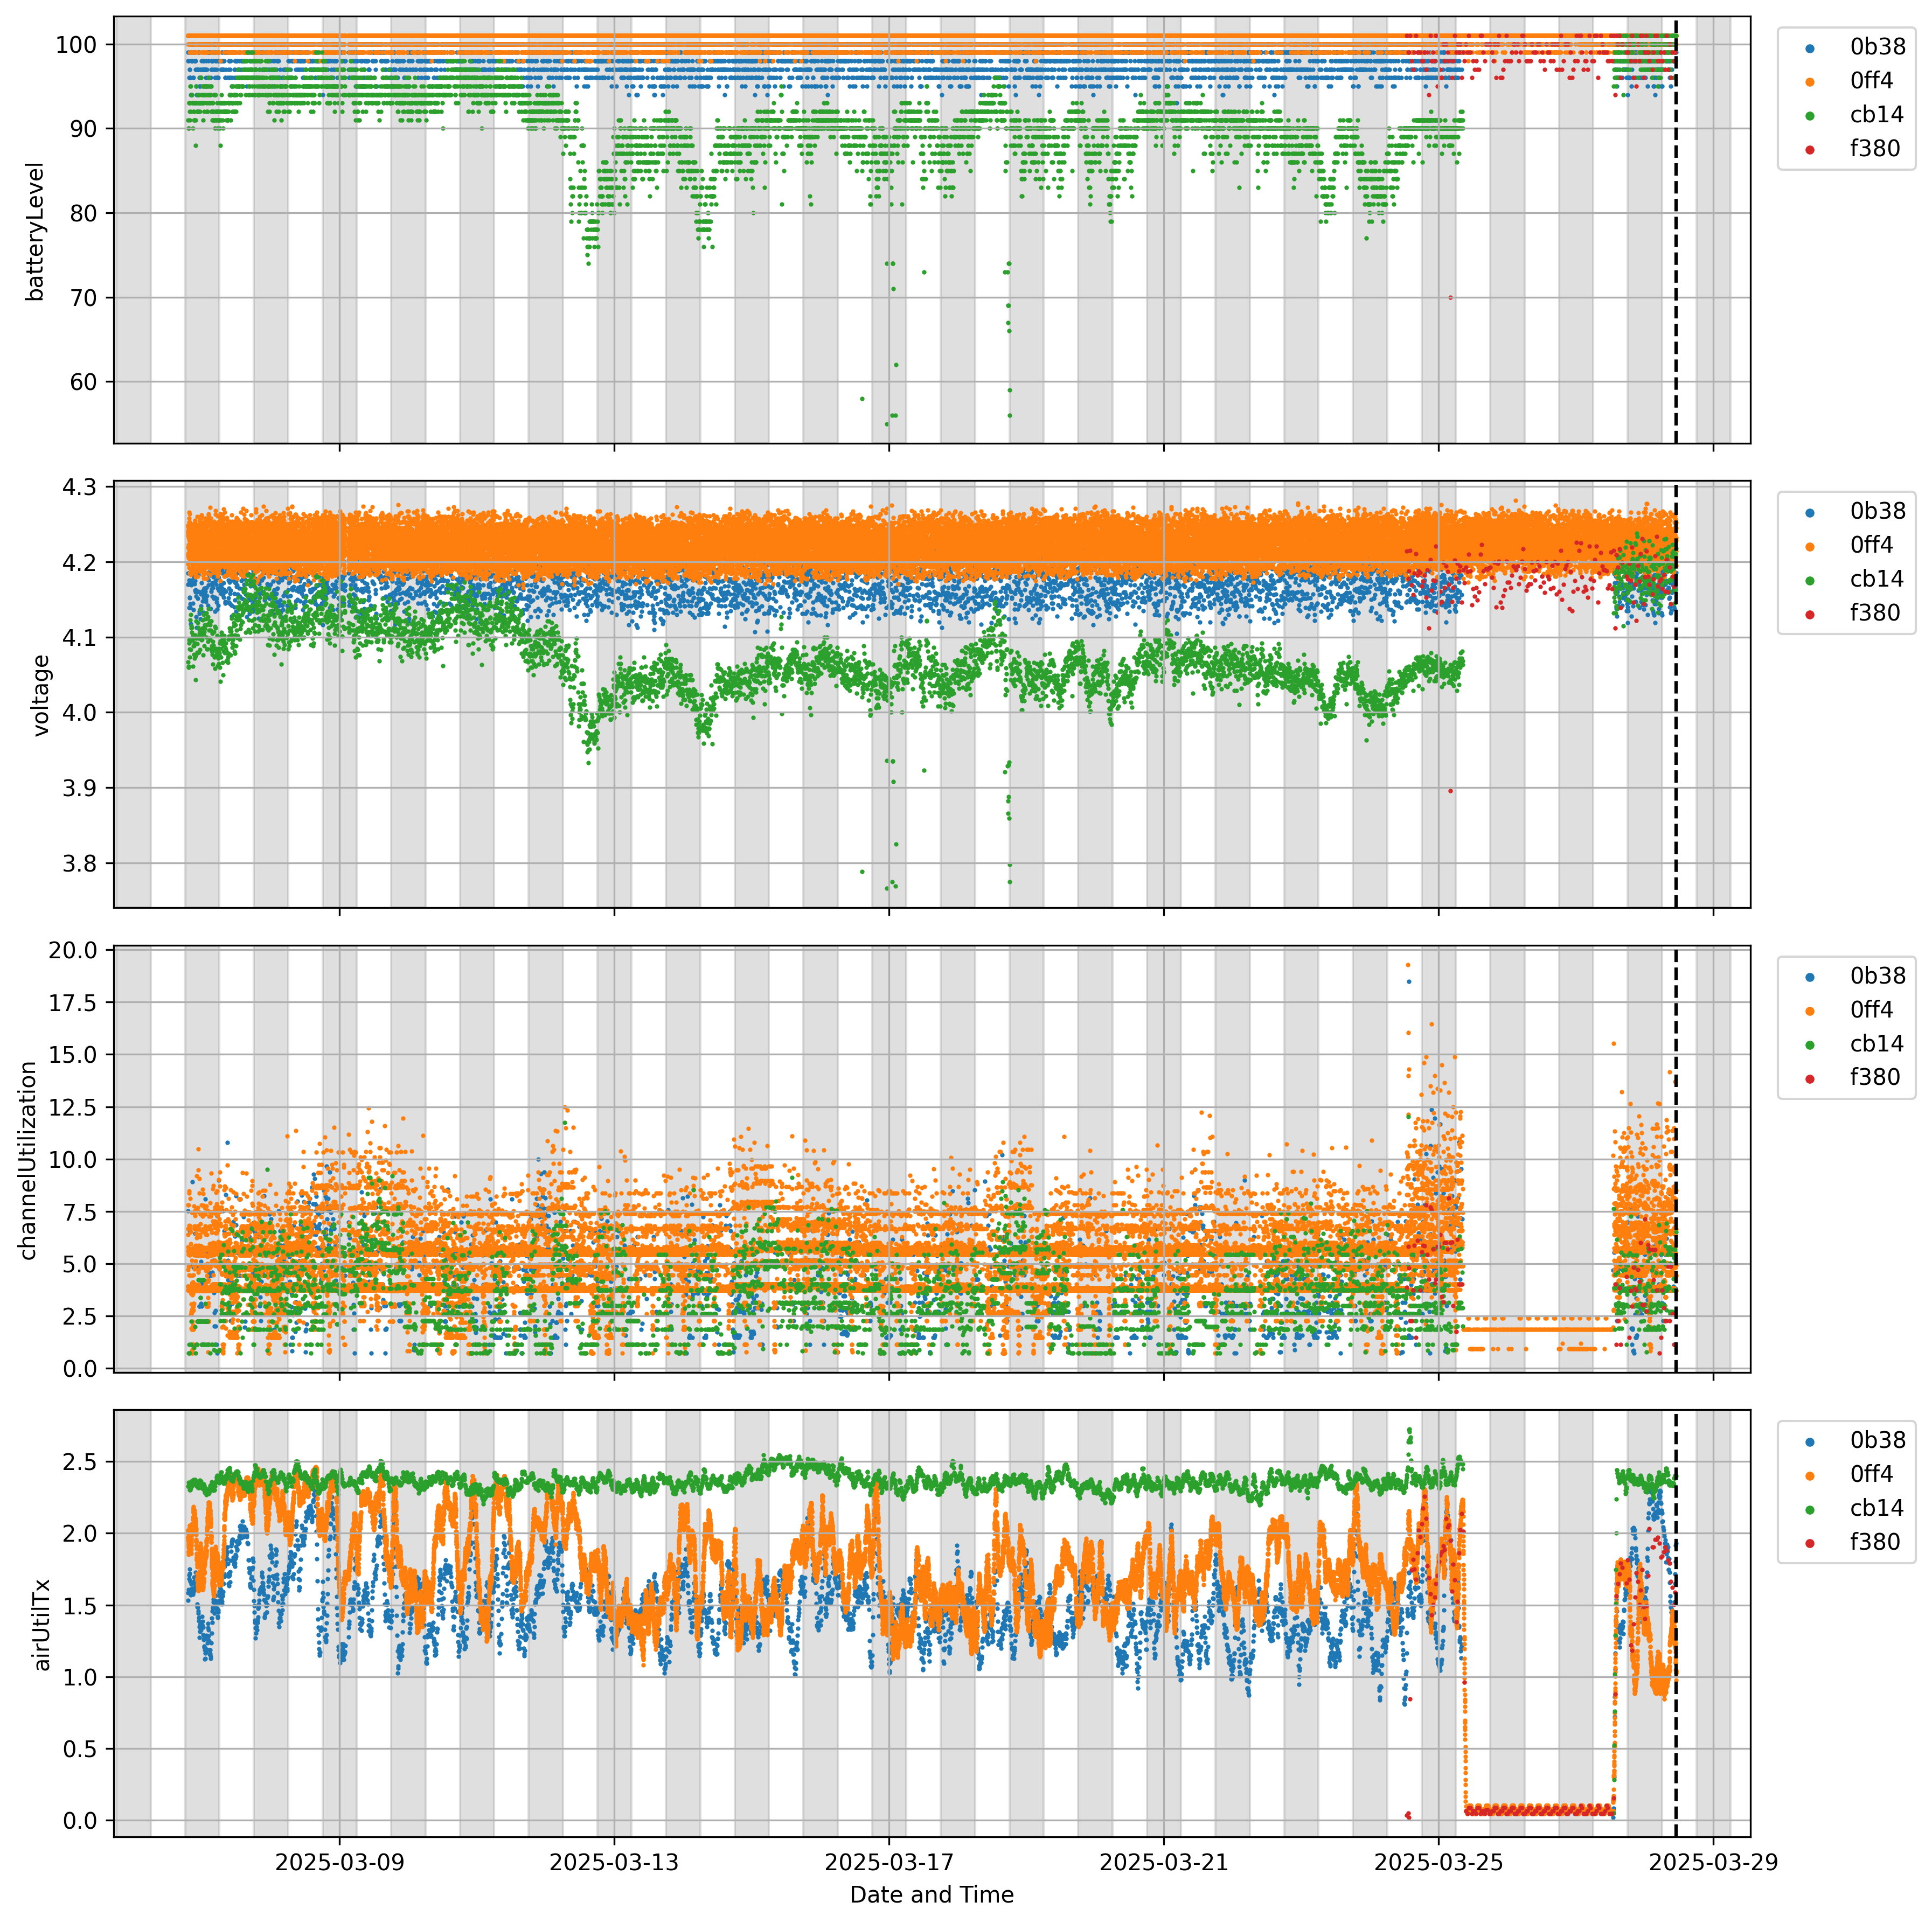 batteryLevel
100
90
80
70
60
0b38
0ff4
cb14
f380
voltage
4.3
4.2
4.1
4.0
3.9
3.8
0b38
0ff4
cb14
f380
channelUtilization
20.0
17.5
15.0
12.5
10.0
7.5
5.0
2.5
0.0
0b38
0ff4
cb14
f380
airUtilTx
2.5
2.0
1.5
1.0
0.5
0.0
0b38
0ff4
cb14
f380
2025-03-09 2025-03-13 2025-03-17 2025-03-21 2025-03-25 2025-03-29
Date and Time